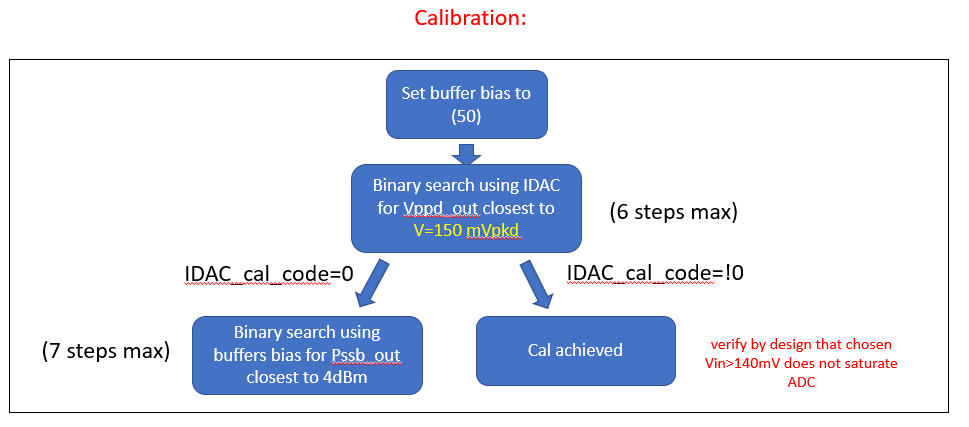 Calibration:
Set buffer bias to
(50)
Binary search using IDAC
for Vppd_out closest to
V=150 mVpkd
(6 steps max)
IDAC_cal_code=0
IDAC_cal_code=!0
(7 steps max)
Binary search using
buffers bias for Pssb_out
closest to 4dBm
Cal achieved
verify by design that chosen
Vin>140mV does not saturate
ADC